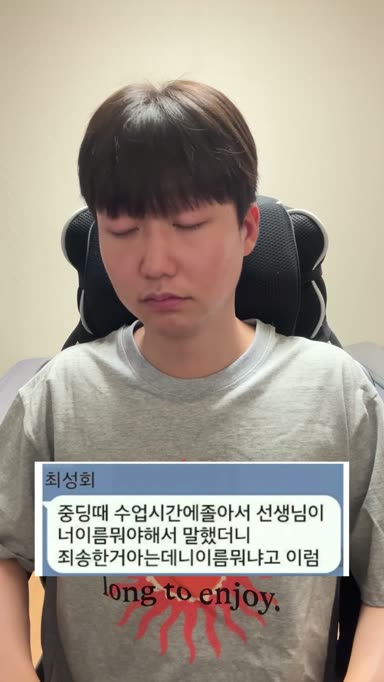 최성회
중딩때 수업시간에졸아서 선생님이
너이름뭐야해서 말했더니
죄송한거아는데니이름뭐냐고 이럼
long to enjoy.